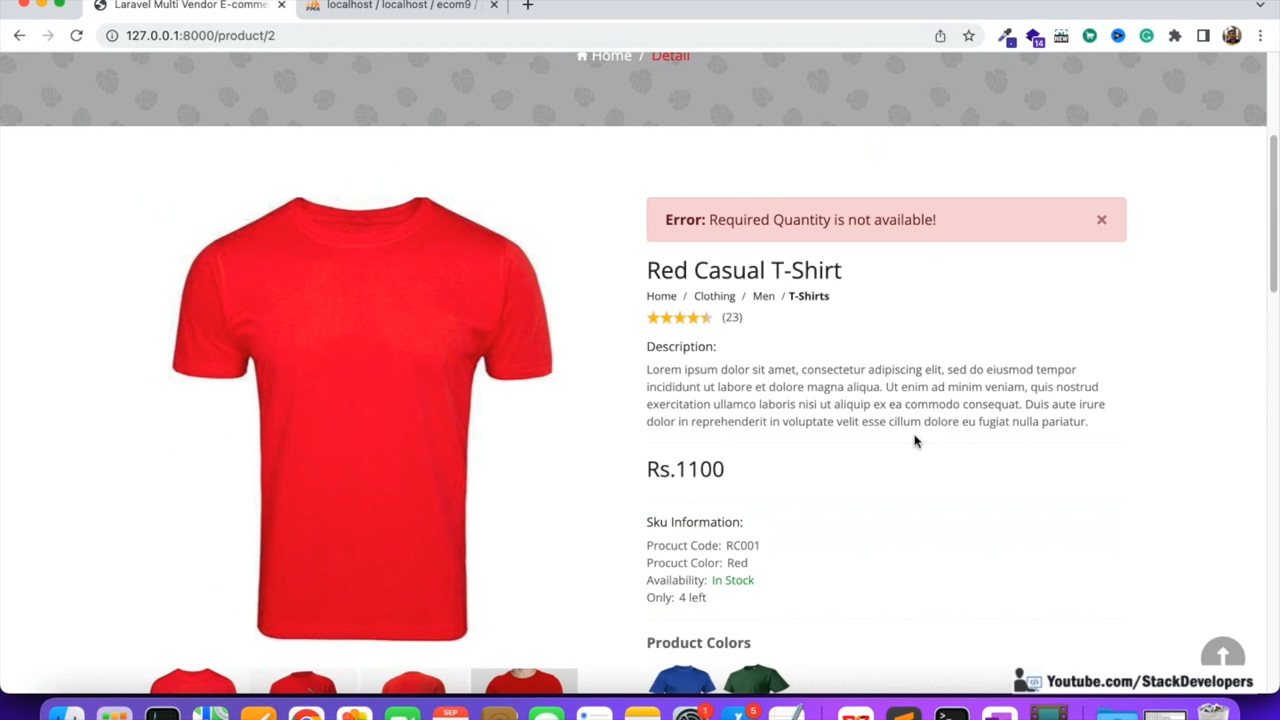 Laravel Multi Vendor E-comme
localhost / localhost / ecom9 /
127.0.0.1:8000/product/2
Home / Detail
Error: Required Quantity is not available!
Red Casual T-Shirt
Home / Clothing / Men / T-Shirts
(23)
Description:
Lorem ipsum dolor sit amet, consectetur adipiscing elit, sed do eiusmod tempor
incididunt ut labore et dolore magna aliqua. Ut enim ad minim veniam, quis nostrud
exercitation ullamco laboris nisi ut aliquip ex ea commodo consequat. Duis aute irure
dolor in reprehenderit in voluptate velit esse cillum dolore eu fugiat nulla pariatur.
Rs.1100
Sku Information:
Procuct Code: RC001
Procuct Color: Red
Availability: In Stock
Only: 4 left
Product Colors
Youtube.com/StackDevelopers
SEP
1
5
14
NEW